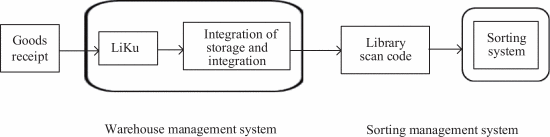 Goods
receipt
LiKu
Integration of
storage and
integration
Library
scan code
Sorting
system
Warehouse management system
Sorting management system